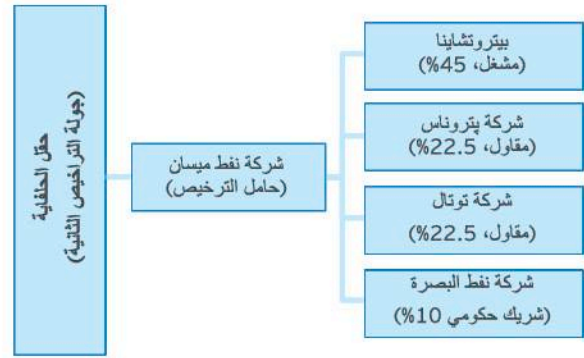 حقل الحلفاية
(جولة التراخيص الثانية)
شركة نفط ميسان
(حامل الترخيص)
بيتروتشاينا
(مشغل، 45%)
شركة پتروناس
(مقاول، 22.5%)
شركة توتال
(مقاول، 22.5%)
شركة نفط البصرة
(شريك حكومي 10%)